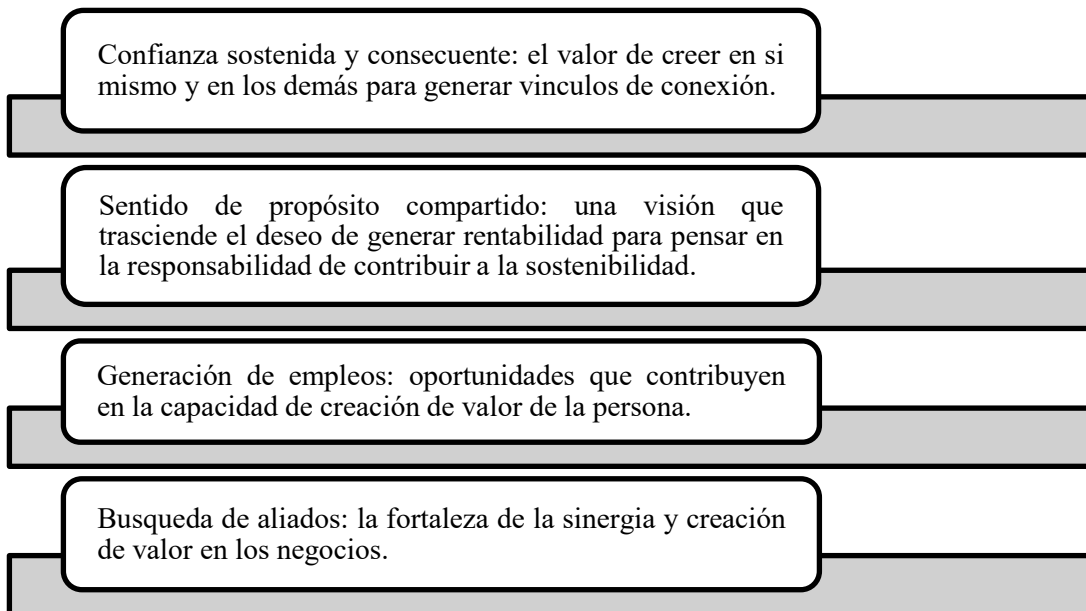 Confianza sostenida y consecuente: el valor de creer en si
mismo y en los demás para generar vinculos de conexión.
Sentido de propósito compartido: una visión que
trasciende el deseo de generar rentabilidad para pensar en
la responsabilidad de contribuir a la sostenibilidad.
Generación de empleos: oportunidades que contribuyen
en la capacidad de creación de valor de la persona.
Busqueda de aliados: la fortaleza de la sinergia y creación
de valor en los negocios.